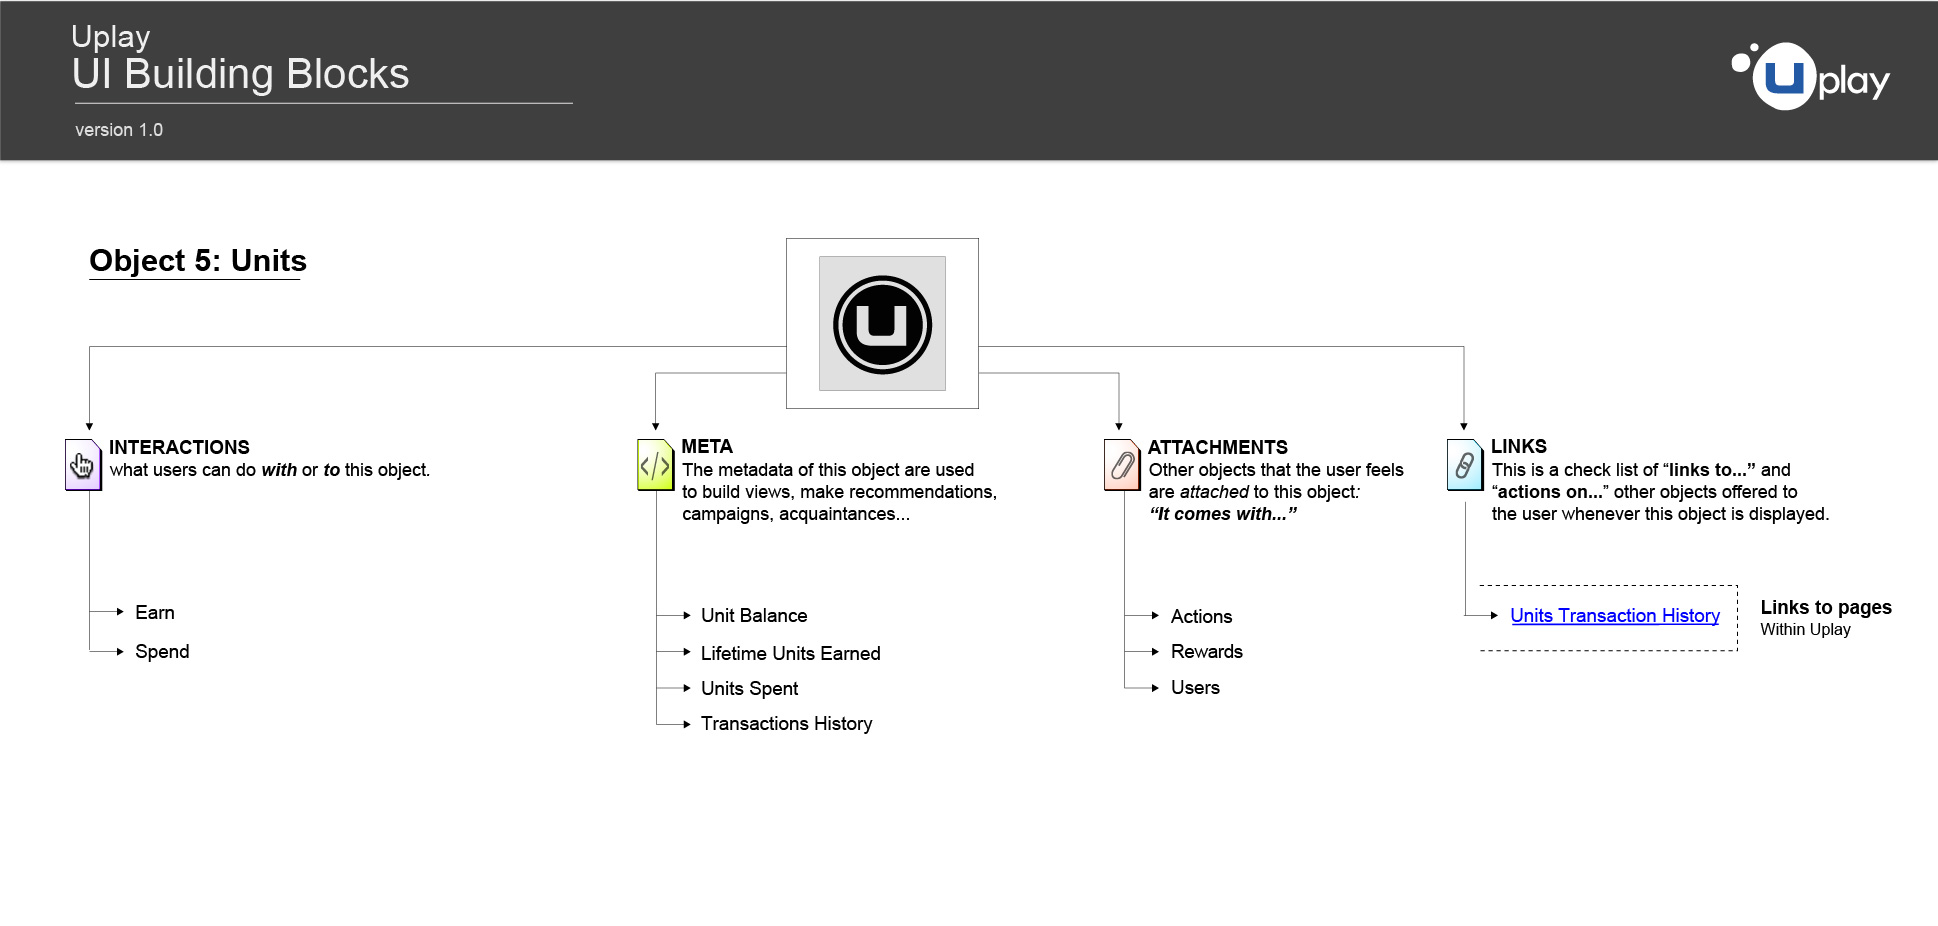 Uplay
UI Building Blocks
version 1.0
Uplay
Object 5: Units
U
INTERACTIONS
what users can do with or to this object.
Earn
Spend
META
The metadata of this object are used
to build views, make recommendations,
campaigns, acquaintances...
Unit Balance
Lifetime Units Earned
Units Spent
Transactions History
ATTACHMENTS
Other objects that the user feels
are attached to this object:
“It comes with...”
Actions
Rewards
Users
LINKS
This is a check list of “links to...” and
“actions on...” other objects offered to
the user whenever this object is displayed.
Units Transaction History
Links to pages
Within Uplay